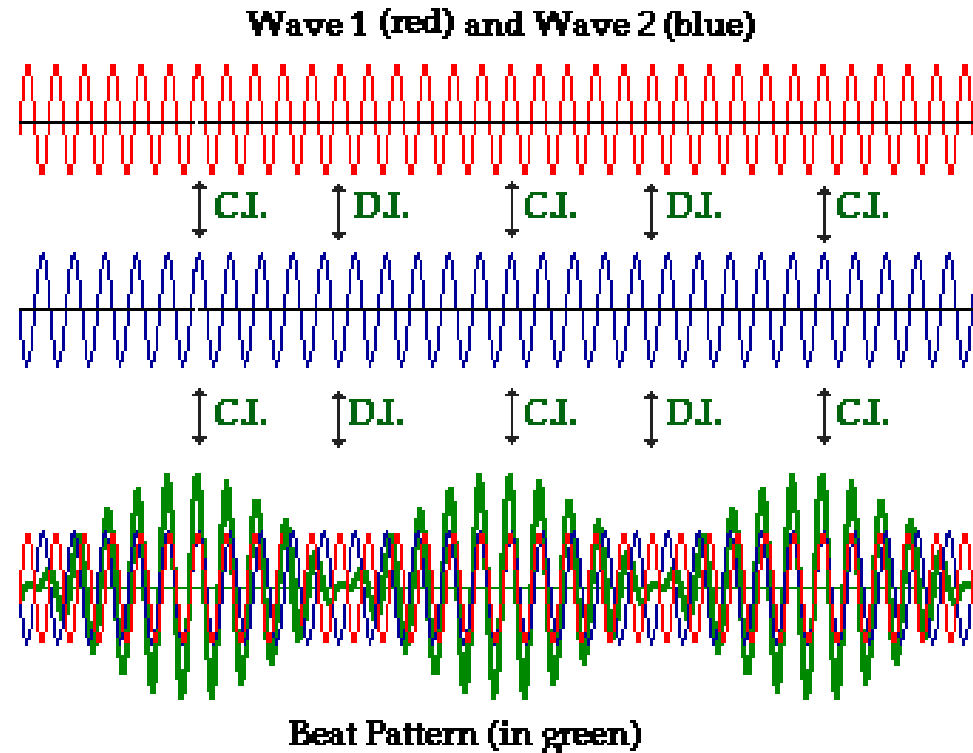 Wave 1 (red) and Wave 2 (blue)
C.I. D.I. C.I. D.I. C.I.
C.I. D.I. C.I. D.I. C.I.
Beat Pattern (in green)